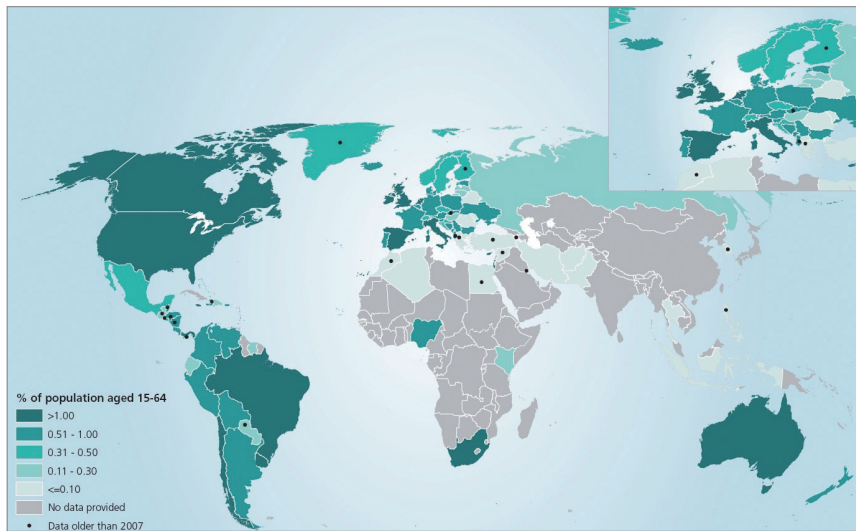 % of population aged 15-64
>1.00
0.51 - 1.00
0.31 - 0.50
0.11 - 0.30
<=0.10
No data provided
Data older than 2007